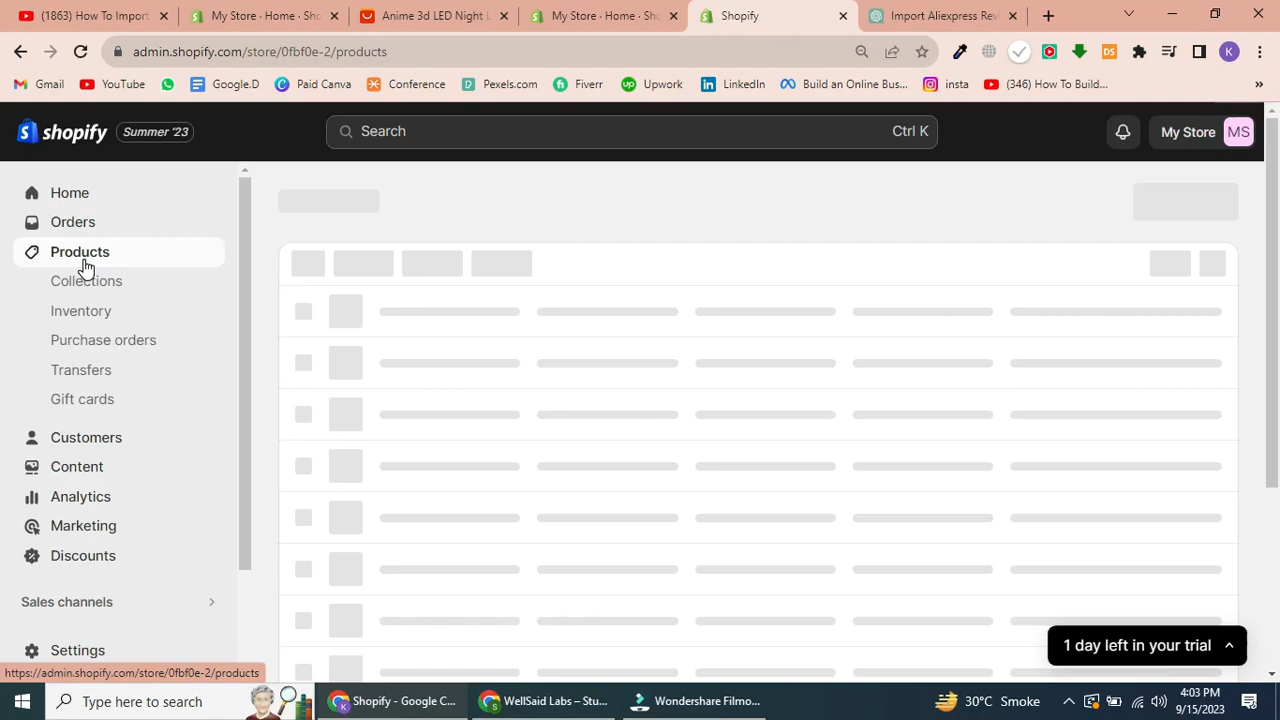 (1863) How To Import
My Store · Home · Sh
Anime 3d LED Night L
My Store · Home · Sh
Shopify
Import Aliexpress Rev
admin.shopify.com/store/0fbf0e-2/products
DS
K
Gmail
YouTube
Google.D
Paid Canva
Conference
Pexels.com
Fiverr
Upwork
LinkedIn
Build an Online Bus...
insta
(346) How To Build...
»
shopify
Summer '23
Search
Ctrl K
My Store
MS
Home
Orders
Products
Collections
Inventory
Purchase orders
Transfers
Gift cards
Customers
Content
Analytics
Marketing
Discounts
Sales channels
Settings
1 day left in your trial
https://admin.shopify.com/store/0fbf0e-2/products
Type here to search
Shopify - Google C...
WellSaid Labs – Stu...
Wondershare Filmo...
30°C Smoke
4:03 PM
9/15/2023